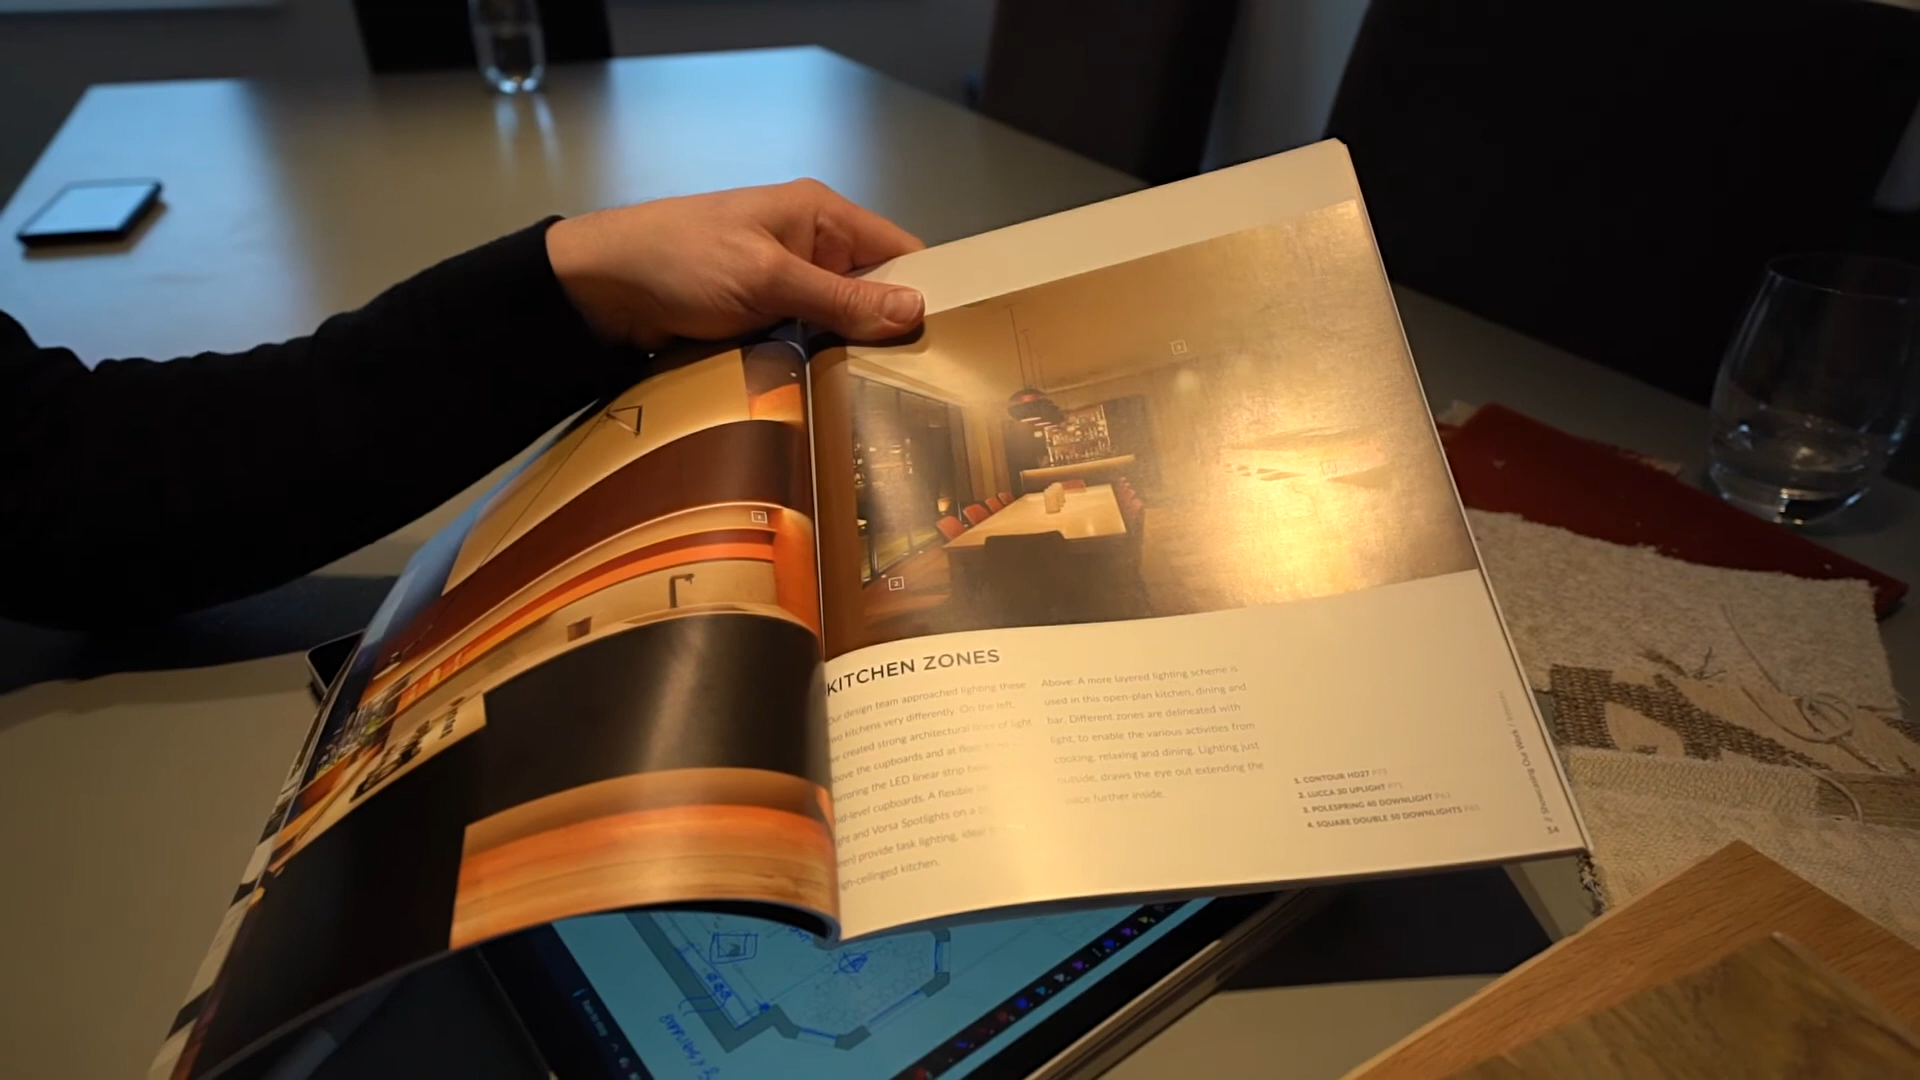 KITCHEN ZONES
Our design team approached lighting these
two kitchens very differently. On the left,
we created strong architectural lines of light
above the cupboards and at floor
mirroring the LED linear strip
mid-level cupboards. A flexible
and Vorsa Spotlights on a
provide task lighting, ideal
high-ceilinged kitchen.
Above: A more layered lighting scheme is
used in this open-plan kitchen, dining and
bar. Different zones are delineated with
light, to enable the various activities from
cooking, relaxing and dining. Lighting just
outside, draws the eye out extending the
space further inside.
1. CONTOUR HD27
2. LUCCA 30 UPLIGHT
3. POLESPRING 40 DOWNLIGHT
4. SQUARE DOUBLE 50 DOWNLIGHTS
// Showcasing Our Work /
34
3
2